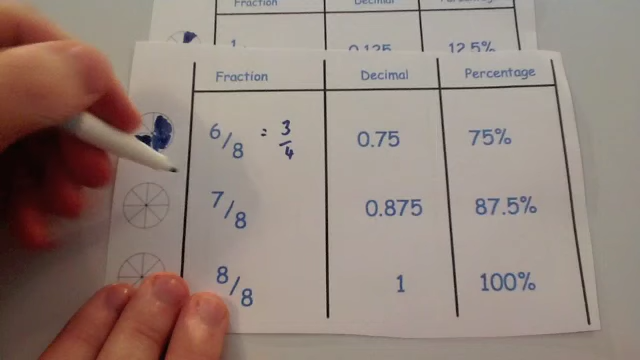 Fraction Decimal Percentage
1 0.125 12.5%
Fraction Decimal Percentage
6/8 = 3/4 0.75 75%
7/8 0.875 87.5%
8/8 1 100%